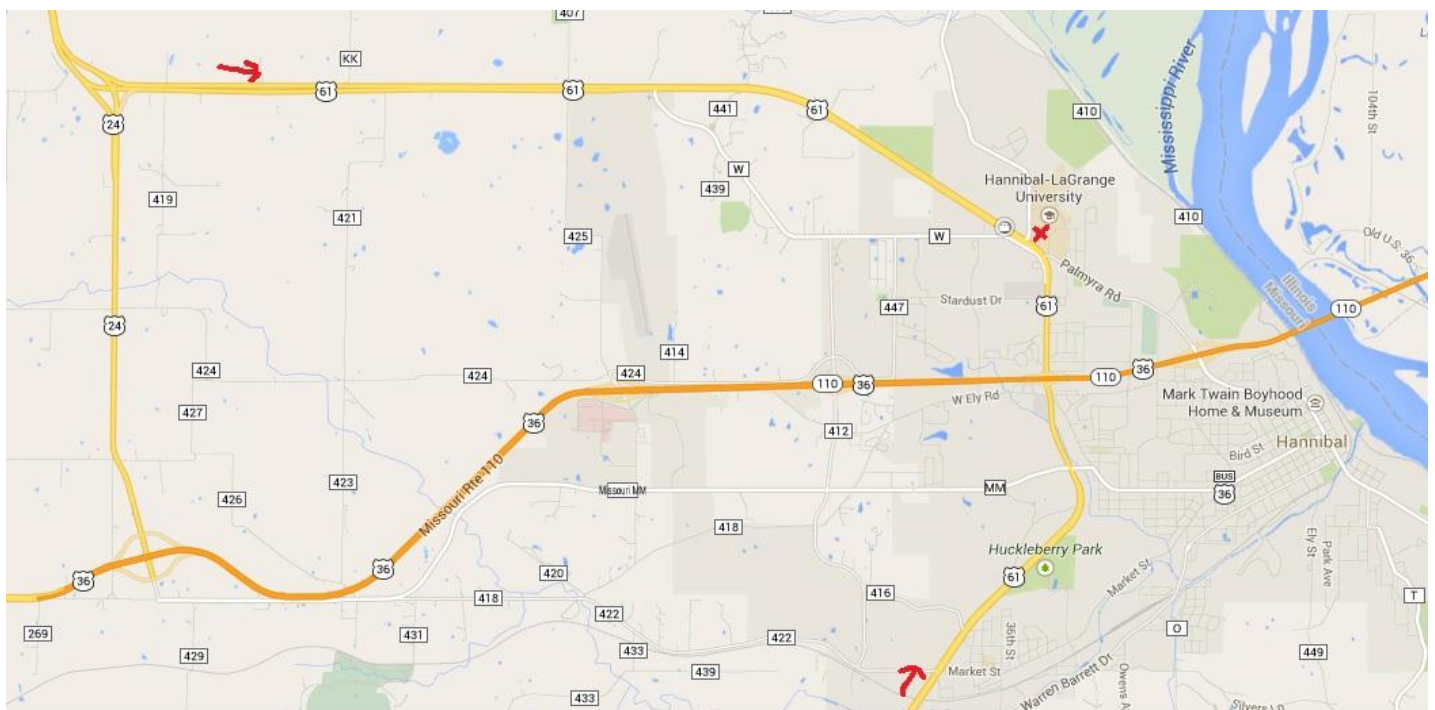 407
KK
61
61
24
441
61
410
Mississippi River
104th St
W
419
439
Hannibal-LaGrange
University
421
410
425
W
Old U.S. 36
Palmyra Rd
Illinois
Missouri
Stardust Dr
447
61
110
24
414
424
424
424
110
36
110
36
W Ely Rd
Mark Twain Boyhood
Home & Museum
427
36
412
Hannibal
Bird St
Missouri Rte 110
BUS
36
423
Missouri MM
MM
426
418
Huckleberry Park
Ely St
Park Ave
36
36
420
61
Market St
418
416
T
422
36th St
O
269
431
422
433
449
429
439
Market St
Warren Barrett Dr
433